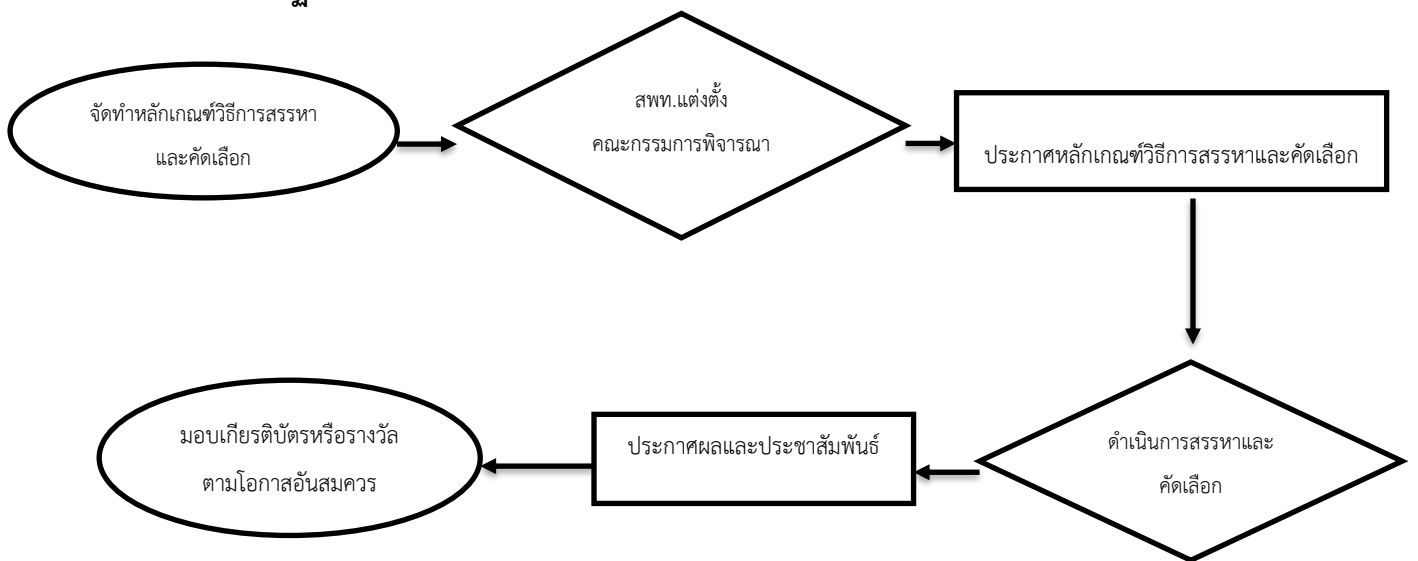 จัดทำหลักเกณฑ์วิธีการสรรหา
และคัดเลือก
สพท.แต่งตั้ง
คณะกรรมการพิจารณา
ประกาศหลักเกณฑ์วิธีการสรรหาและคัดเลือก
ดำเนินการสรรหาและ
คัดเลือก
ประกาศผลและประชาสัมพันธ์
มอบเกียรติบัตรหรือรางวัล
ตามโอกาสอันสมควร